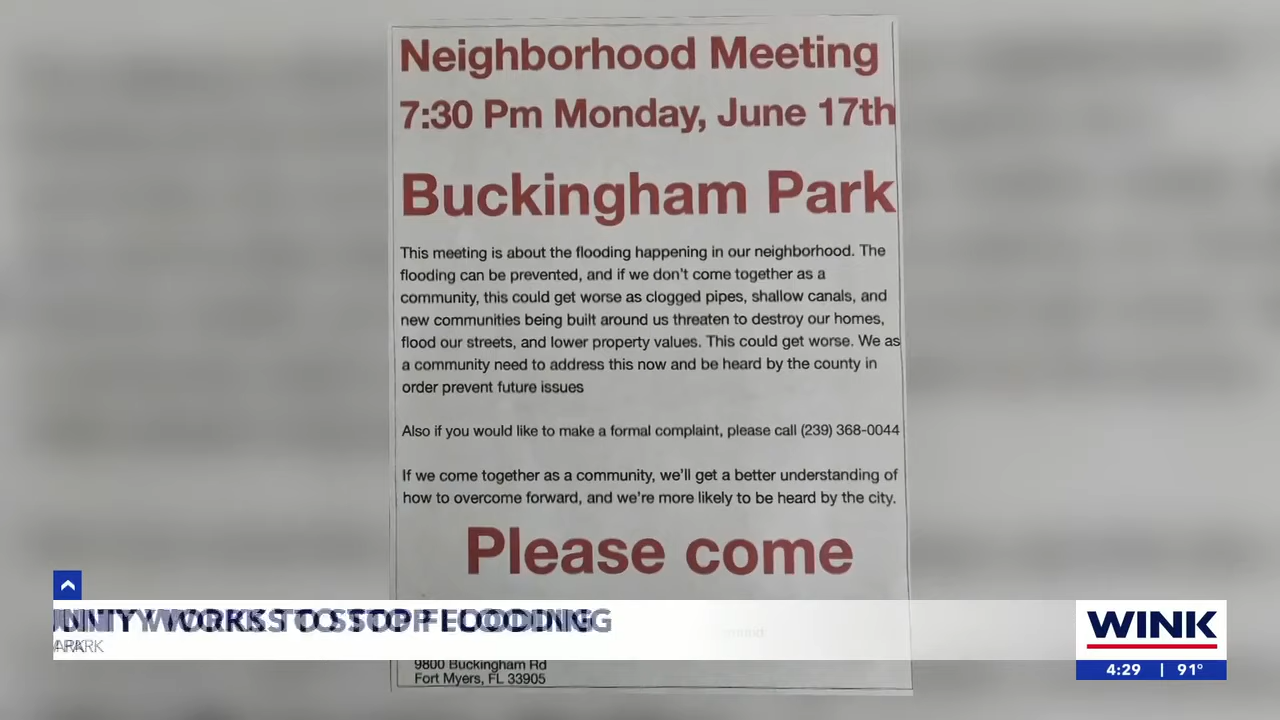 Neighborhood Meeting
7:30 Pm Monday, June 17th
Buckingham Park
This meeting is about the flooding happening in our neighborhood. The
flooding can be prevented, and if we don't come together as a
community, this could get worse as clogged pipes, shallow canals, and
new communities being built around us threaten to destroy our homes,
flood our streets, and lower property values. This could get worse. We as
a community need to address this now and be heard by the county in
order prevent future issues
Also if you would like to make a formal complaint, please call (239) 368-0044
If we come together as a community, we'll get a better understanding of
how to overcome forward, and we're more likely to be heard by the city.
Please come
WORKS TO STOP FLOODING
9800 Buckingham Rd
Fort Myers, FL 33905
WINK
4:29 | 91°